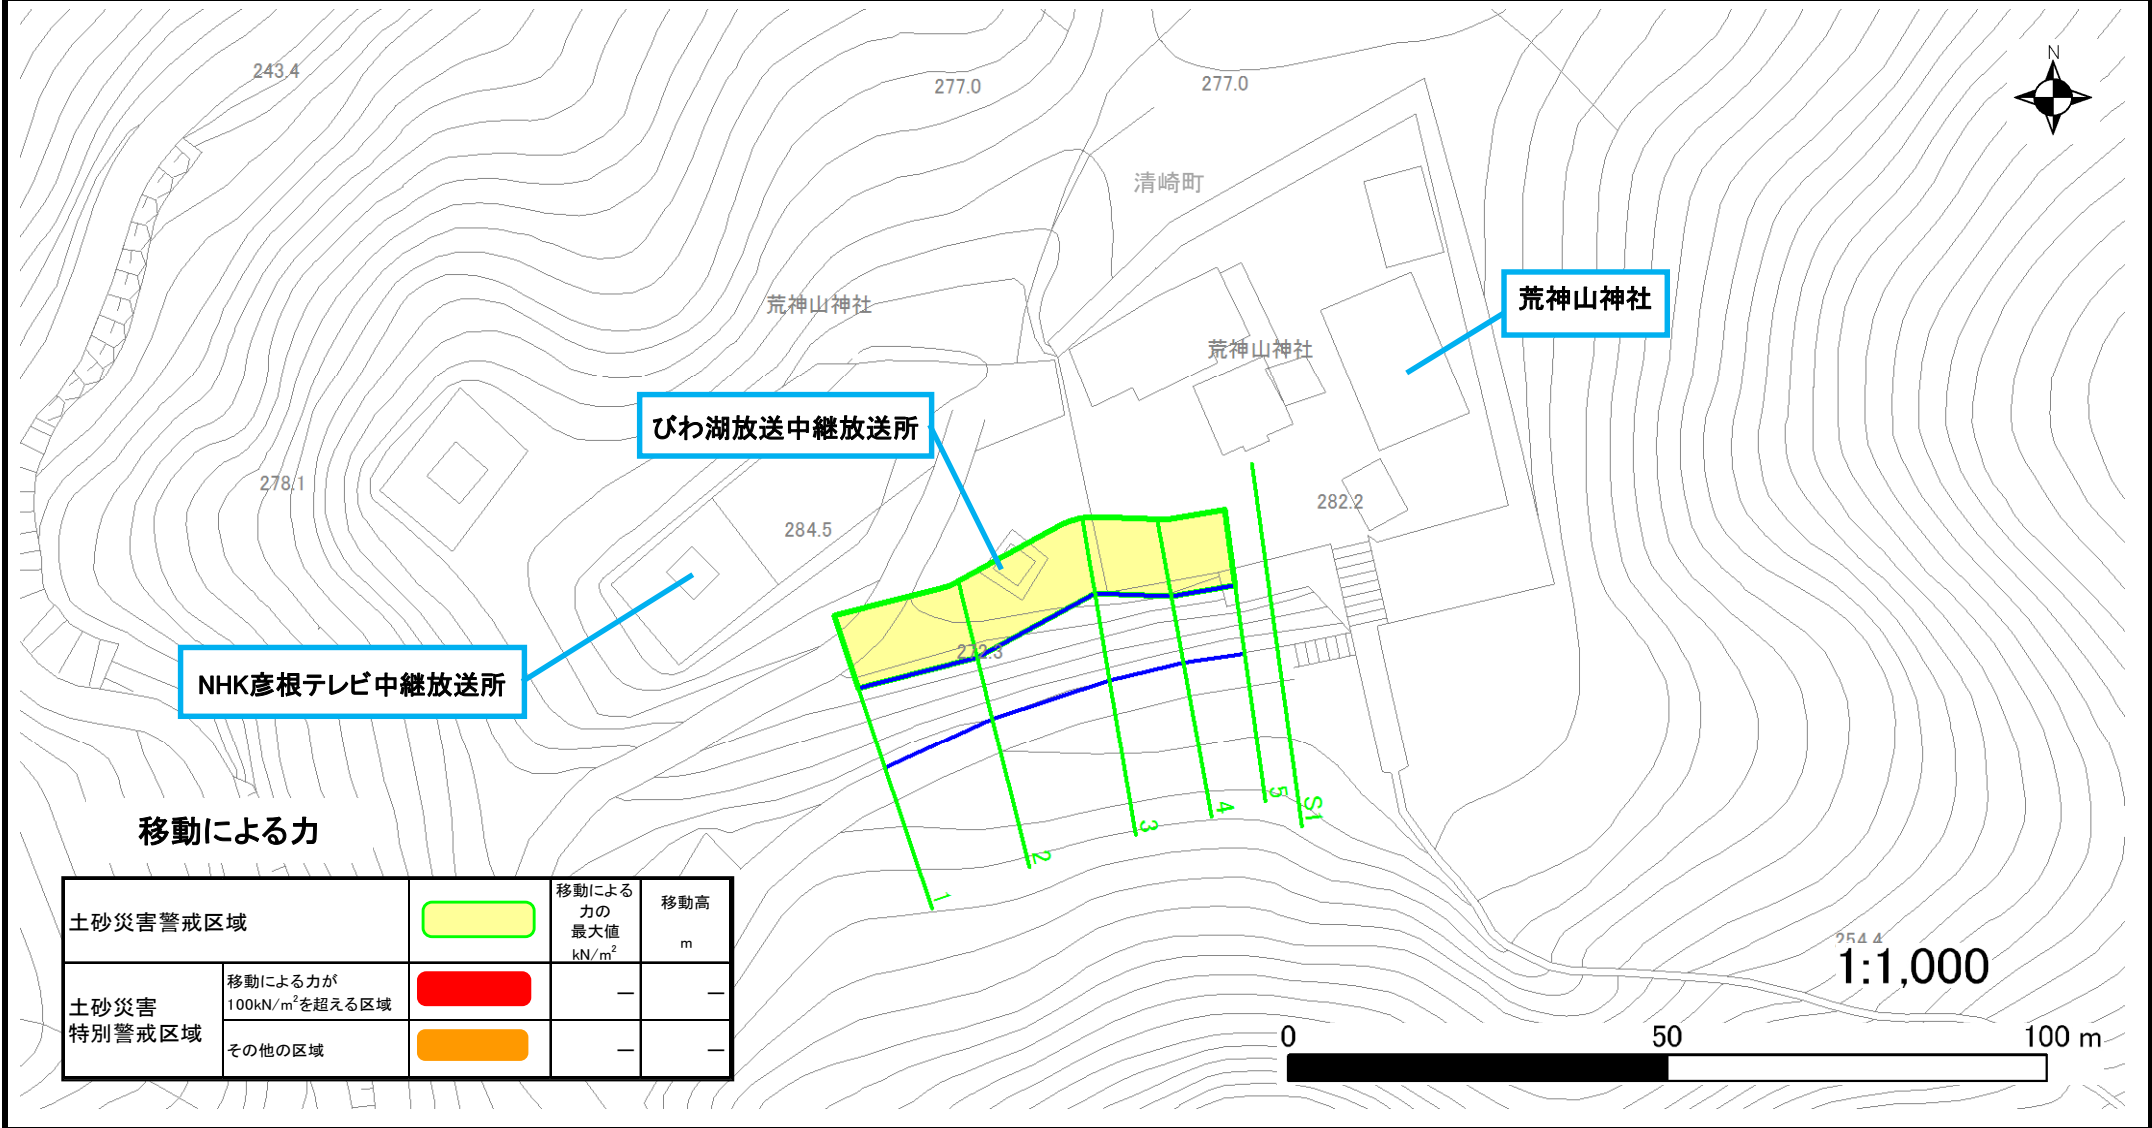 243.4
277.0
277.0
N
清崎町
荒神山神社
荒神山神社
荒神山神社
びわ湖放送中継放送所
278.1
284.5
282.2
272.3
NHK彦根テレビ中継放送所
1
2
3
4
5
S1
移動による力
土砂災害警戒区域
移動による
力の
最大値
kN/m²
移動高
m
土砂災害
特別警戒区域
移動による力が
100kN/m²を超える区域
—
—
その他の区域
—
—
254.4
1:1,000
0
50
100 m